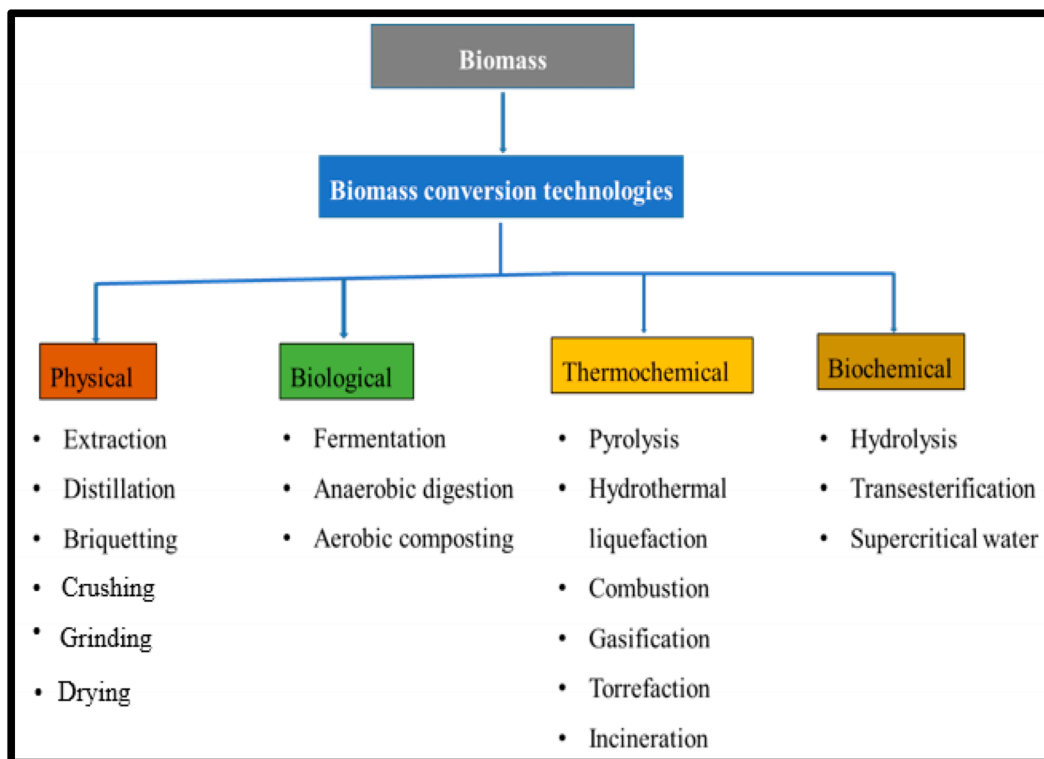 Biomass
Biomass conversion technologies
Physical
• Extraction
• Distillation
• Briquetting
• Crushing
• Grinding
• Drying
Biological
• Fermentation
• Anaerobic digestion
• Aerobic composting
Thermochemical
• Pyrolysis
• Hydrothermal
liquefaction
• Combustion
• Gasification
• Torrefaction
• Incineration
Biochemical
• Hydrolysis
• Transesterification
• Supercritical water